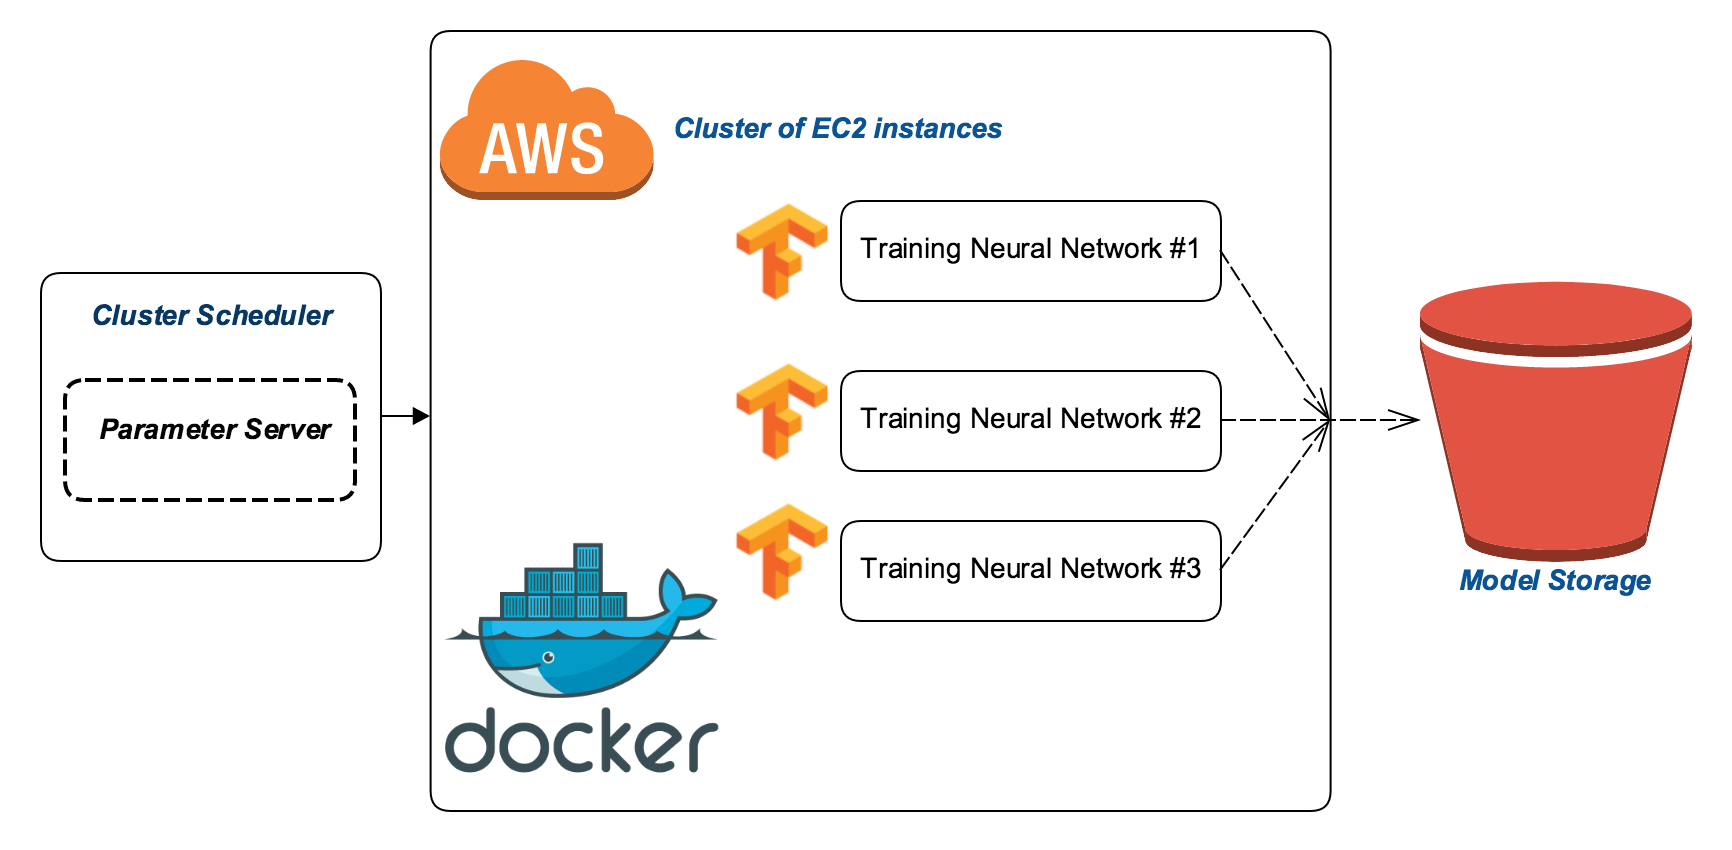 AWS
Cluster of EC2 instances
Training Neural Network #1
Cluster Scheduler
Parameter Server
Training Neural Network #2
Training Neural Network #3
Model Storage
docker